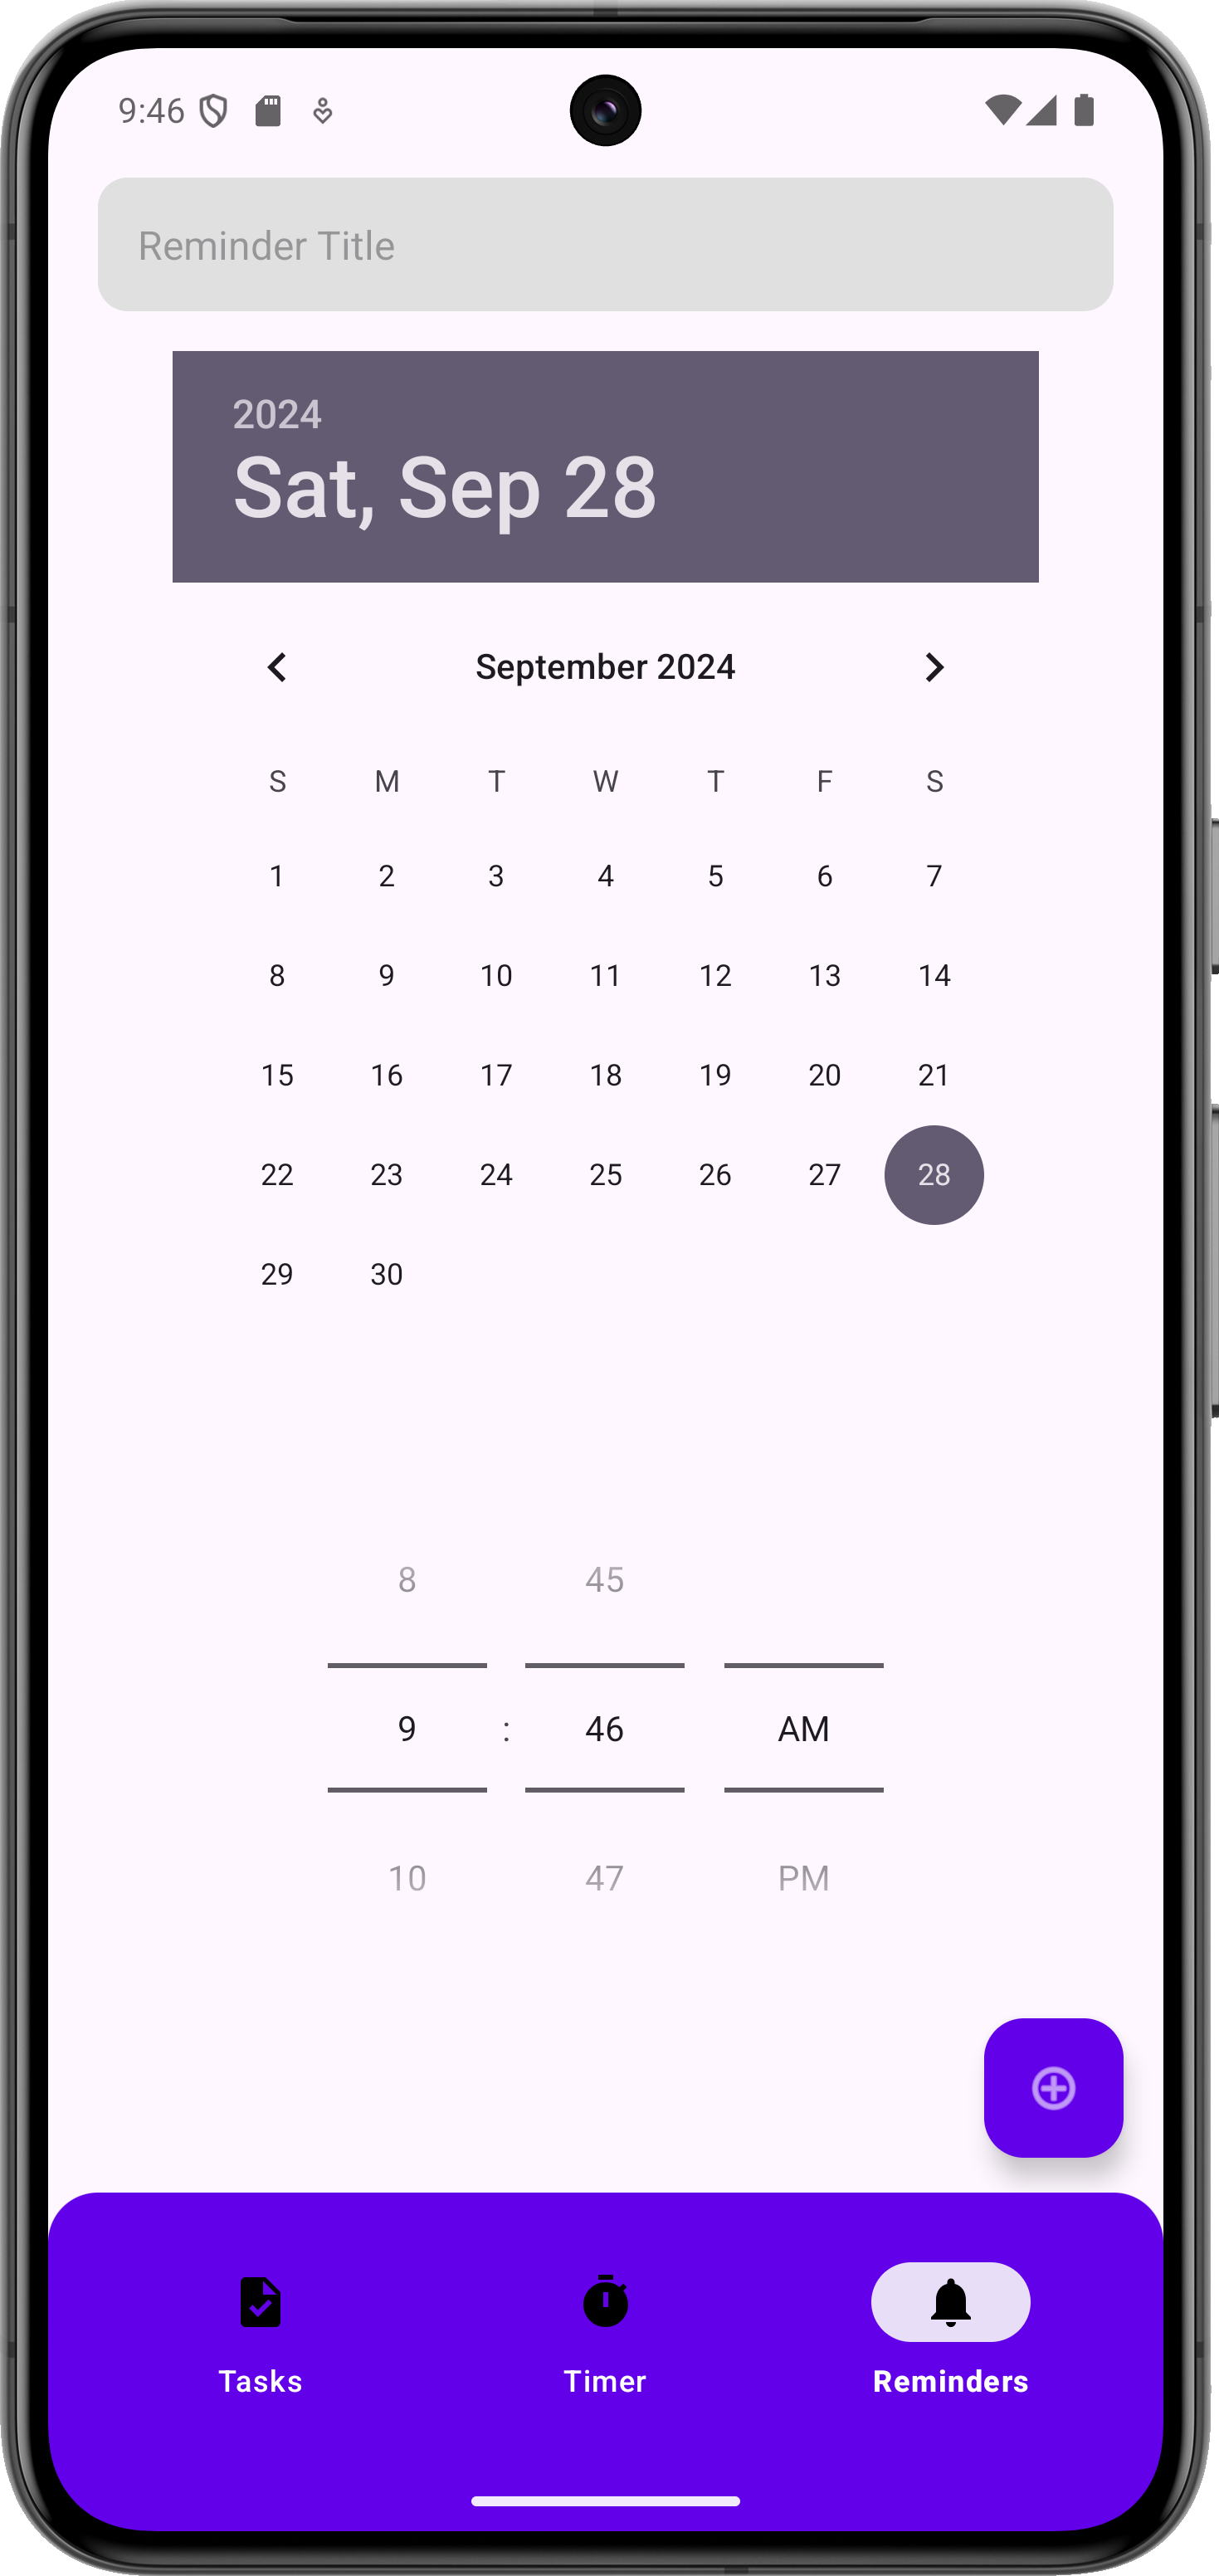 9:46
Reminder Title
2024
Sat, Sep 28
September 2024
S M T W T F S
1 2 3 4 5 6 7
8 9 10 11 12 13 14
15 16 17 18 19 20 21
22 23 24 25 26 27 28
29 30
8 45
9 : 46 AM
10 47 PM
Tasks Timer Reminders